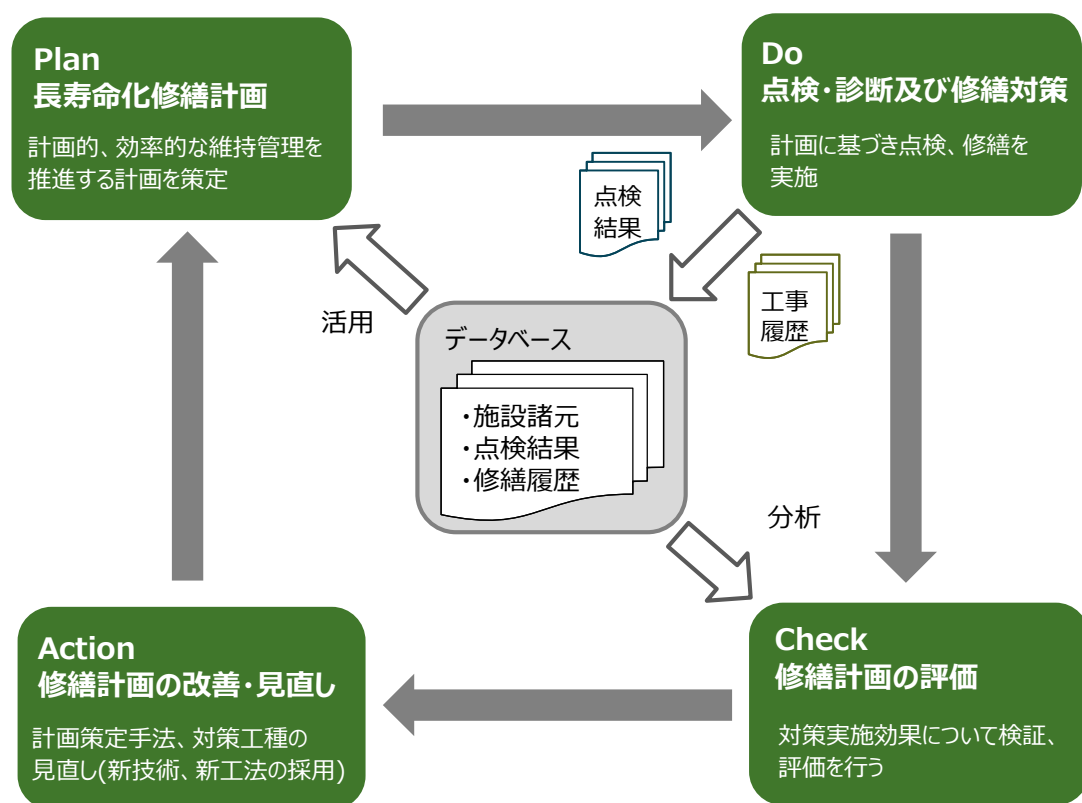 Plan
長寿命化修繕計画
計画的、効率的な維持管理を
推進する計画を策定
Do
点検・診断及び修繕対策
計画に基づき点検、修繕を
実施
点検
結果
工事
履歴
活用
データベース
・施設諸元
・点検結果
・修繕履歴
分析
Action
修繕計画の改善・見直し
計画策定手法、対策工種の
見直し(新技術、新工法の採用)
Check
修繕計画の評価
対策実施効果について検証、
評価を行う